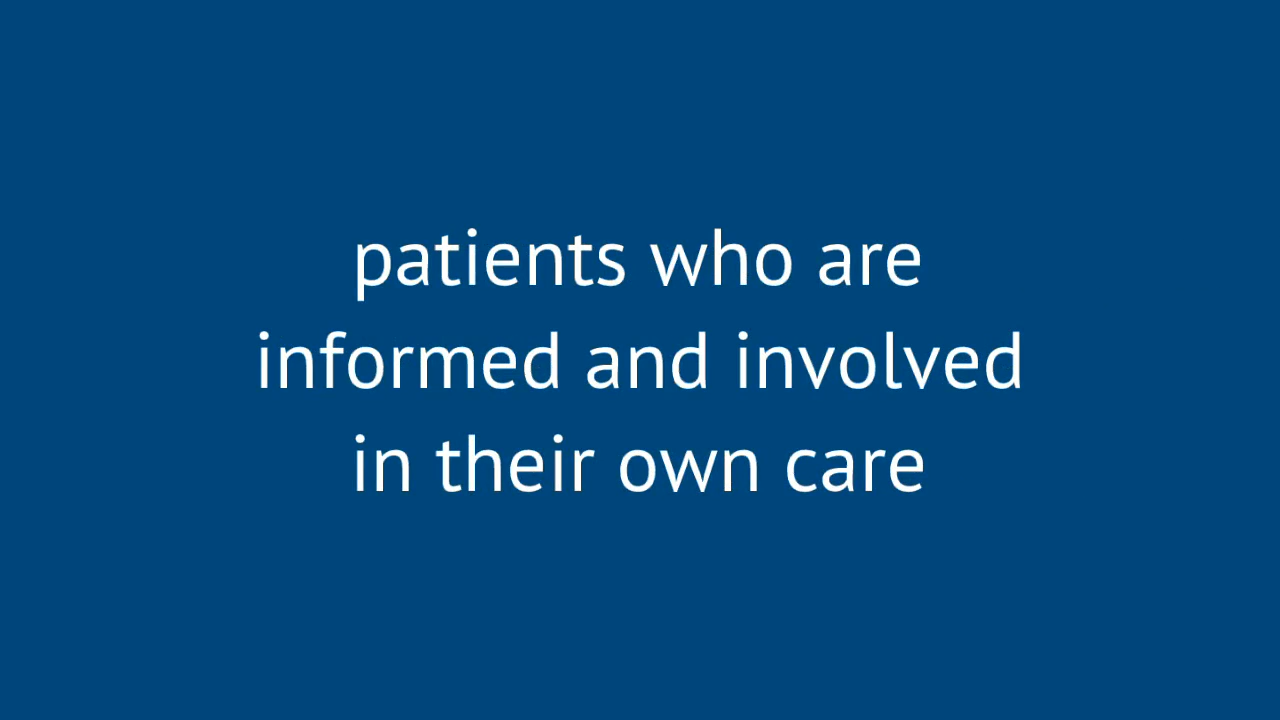 patients who are
informed and involved
in their own care